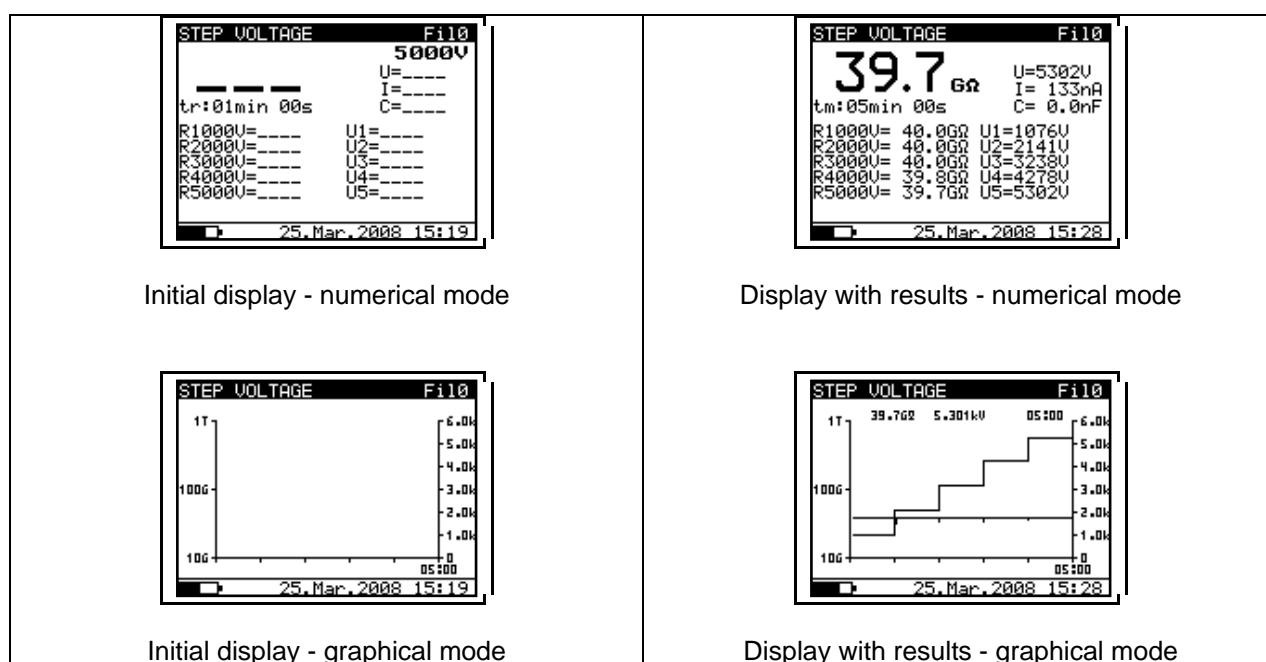 STEP VOLTAGE Fil0
5000V
U=____
I=____
tr:01min 00s C=____
R1000V=____ U1=____
R2000V=____ U2=____
R3000V=____ U3=____
R4000V=____ U4=____
R5000V=____ U5=____
25.Mar.2008 15:19
Initial display - numerical mode
STEP VOLTAGE Fil0
39.7 GΩ U=5302V
I= 133nA
tm:05min 00s C= 0.0nF
R1000V= 40.0GΩ U1=1076V
R2000V= 40.0GΩ U2=2141V
R3000V= 40.0GΩ U3=3238V
R4000V= 39.8GΩ U4=4278V
R5000V= 39.7GΩ U5=5302V
25.Mar.2008 15:28
Display with results - numerical mode
STEP VOLTAGE Fil0
1T 6.0k
5.0k
4.0k
100G 3.0k
2.0k
1.0k
10G 0
05:00
25.Mar.2008 15:19
Initial display - graphical mode
STEP VOLTAGE Fil0
39.7GΩ 5.301kV 05:00
1T 6.0k
5.0k
4.0k
100G 3.0k
2.0k
1.0k
10G 0
05:00
25.Mar.2008 15:28
Display with results - graphical mode